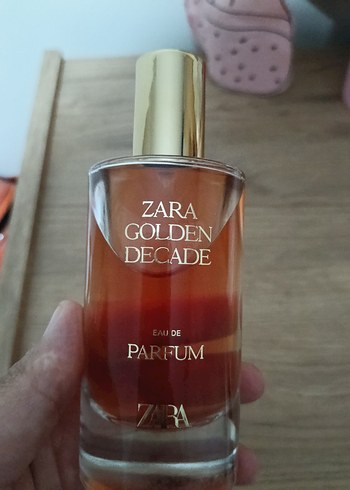 ZARA
GOLDEN
DECADE
EAU DE
PARFUM
ZARA